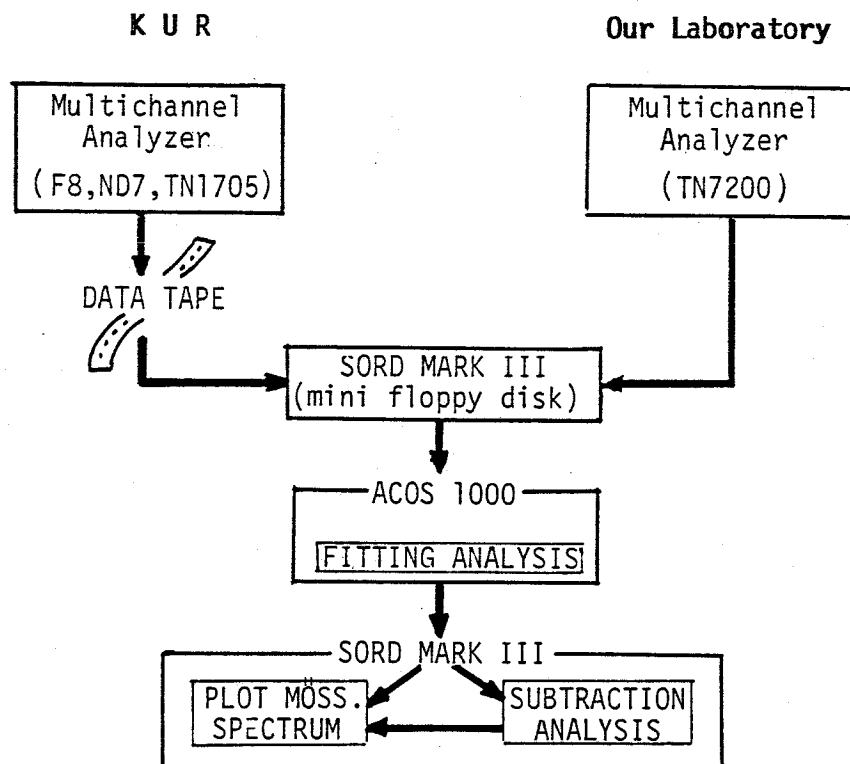 K U R
Our Laboratory
Multichannel
Analyzer
(F8,ND7,TN1705)
Multichannel
Analyzer
(TN7200)
DATA TAPE
SORD MARK III
(mini floppy disk)
ACOS 1000
FITTING ANALYSIS
SORD MARK III
PLOT MÖSS.
SPECTRUM
SUBTRACTION
ANALYSIS